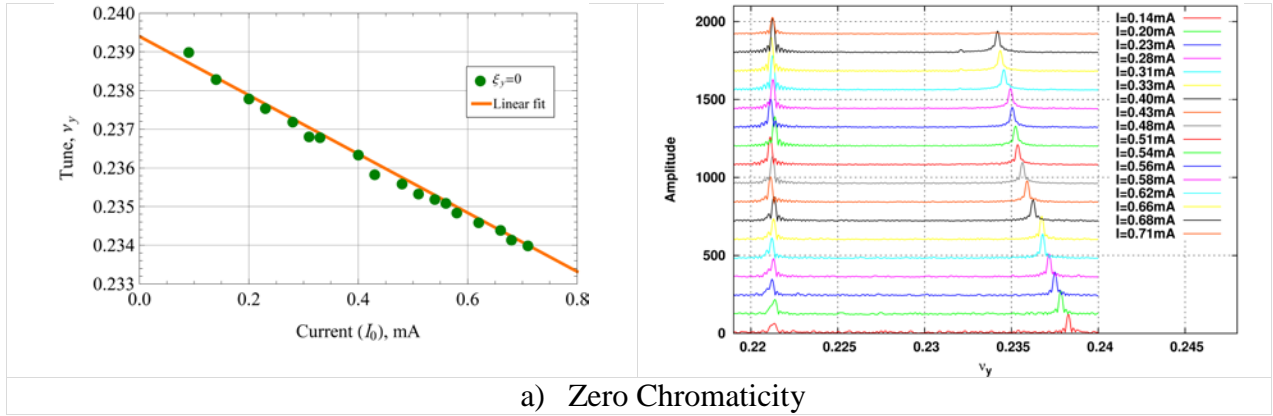 a)
0.240
0.239
0.238
0.237
0.236
0.235
0.234
0.233
Tune, νy
ξy=0
Linear fit
0.0 0.2 0.4 0.6 0.8
Current (I0), mA
2000
1500
1000
500
0
Amplitude
I=0.14mA
I=0.20mA
I=0.23mA
I=0.28mA
I=0.31mA
I=0.33mA
I=0.40mA
I=0.43mA
I=0.48mA
I=0.51mA
I=0.54mA
I=0.56mA
I=0.58mA
I=0.62mA
I=0.66mA
I=0.68mA
I=0.71mA
0.22 0.225 0.23 0.235 0.24 0.245
νy
a) Zero Chromaticity